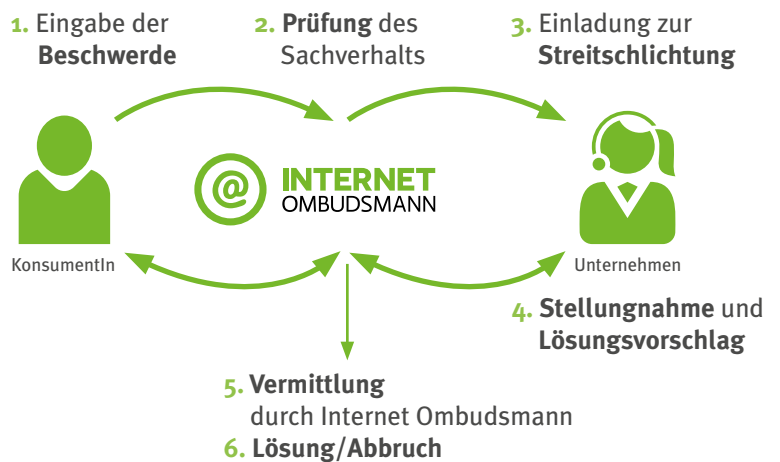 1. Eingabe der
Beschwerde
2. Prüfung des
Sachverhalts
3. Einladung zur
Streitschlichtung
@ INTERNET
OMBUDSMANN
KonsumentIn
Unternehmen
4. Stellungnahme und
Lösungsvorschlag
5. Vermittlung
durch Internet Ombudsmann
6. Lösung/Abbruch